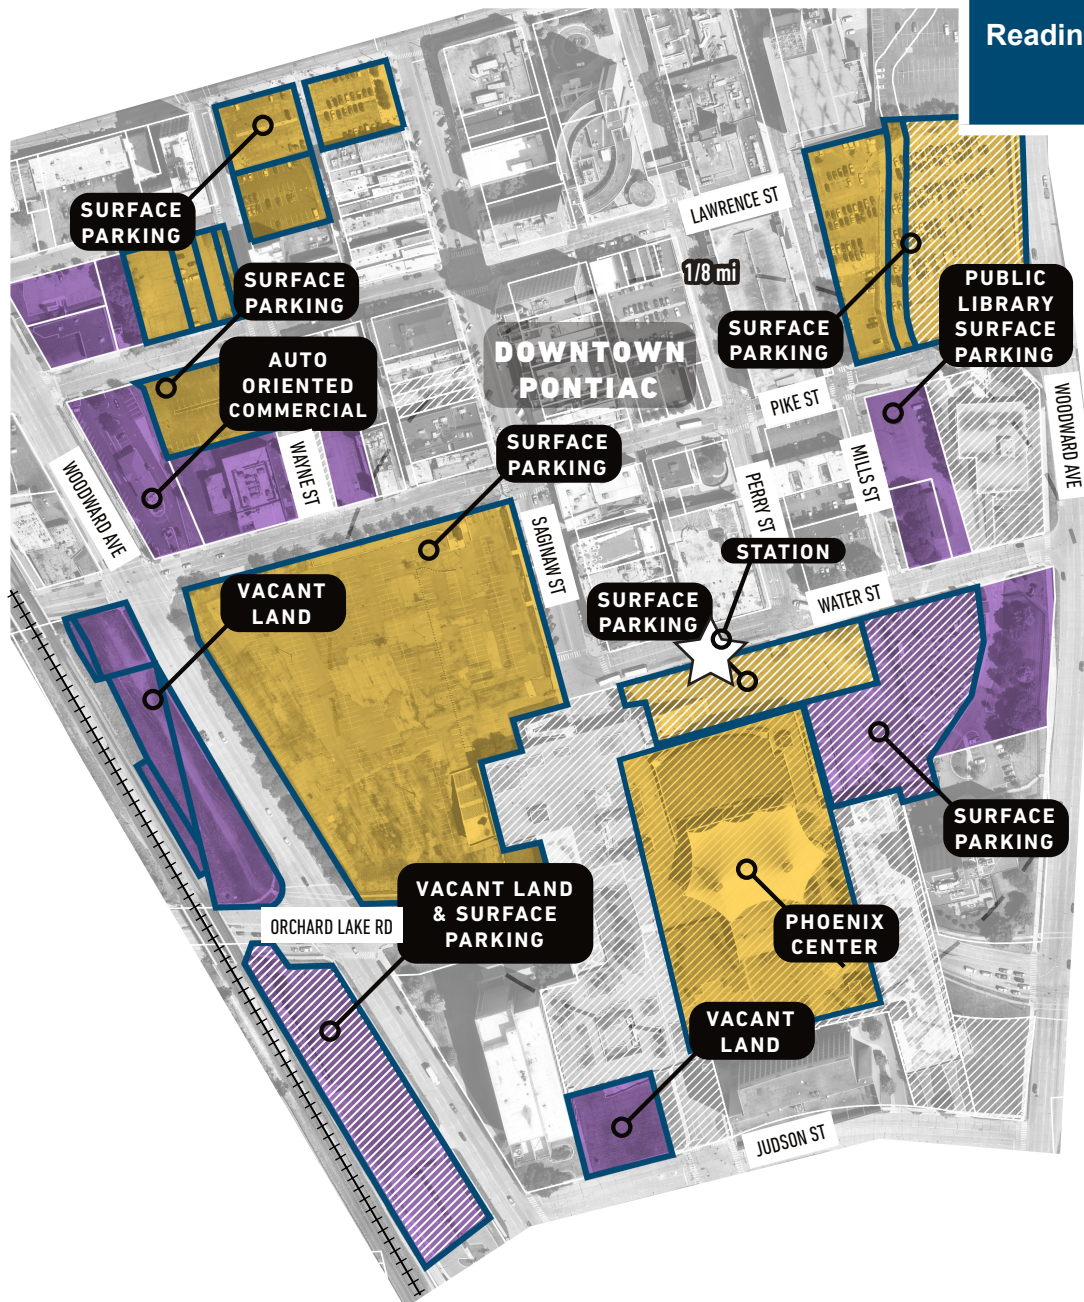 Readin
SURFACE
PARKING
LAWRENCE ST
1/8 mi
SURFACE
PARKING
PUBLIC
LIBRARY
SURFACE
PARKING
SURFACE
PARKING
DOWNTOWN
PONTIAC
AUTO
ORIENTED
COMMERCIAL
PIKE ST
WOODWARD AVE
WAYNE ST
SURFACE
PARKING
MILLS ST
WOODWARD AVE
PERRY ST
SAGINAW ST
STATION
VACANT
LAND
SURFACE
PARKING
WATER ST
SURFACE
PARKING
VACANT LAND
& SURFACE
PARKING
ORCHARD LAKE RD
PHOENIX
CENTER
VACANT
LAND
JUDSON ST